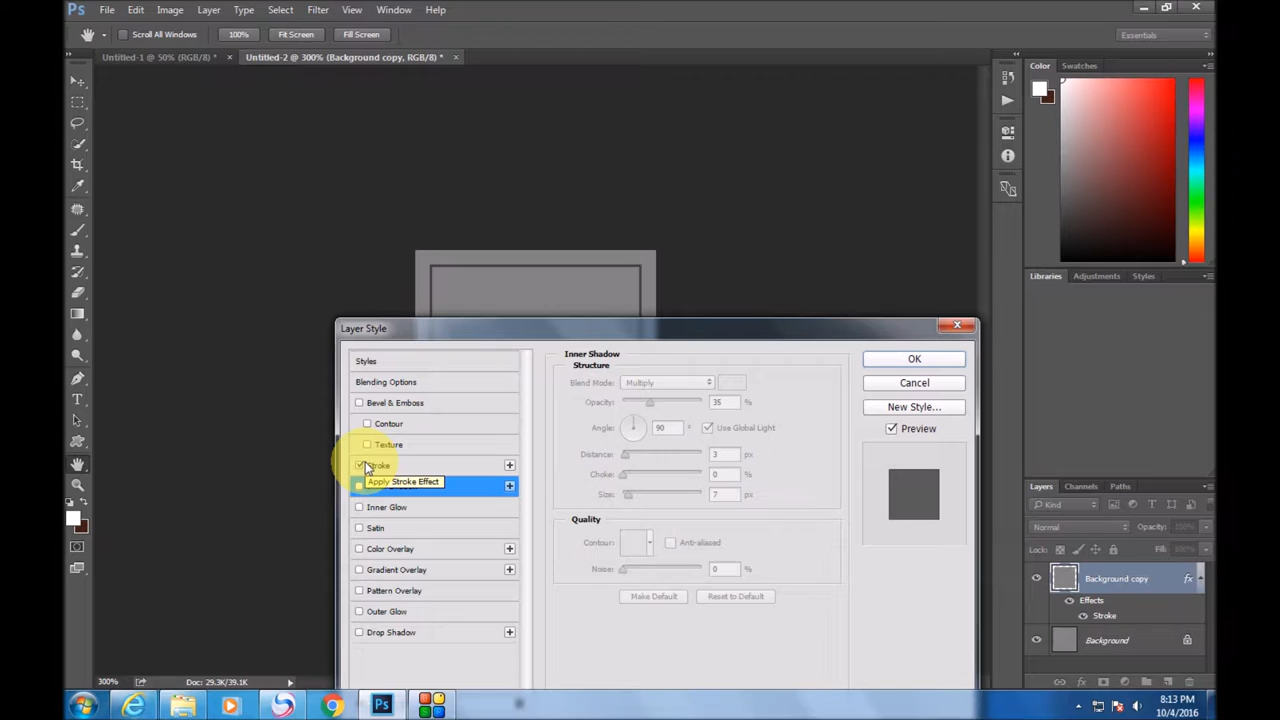 Ps File Edit Image Layer Type Select Filter View Window Help
Scroll All Windows 100% Fit Screen Fill Screen Essentials
Untitled-1 @ 50% (RGB/8) * × Untitled-2 @ 300% (Background copy, RGB/8) * ×
Color Swatches
Libraries Adjustments Styles
Layer Style
Styles
Blending Options
Bevel & Emboss
Contour
Texture
Stroke
Apply Stroke Effect
Inner Glow
Satin
Color Overlay
Gradient Overlay
Pattern Overlay
Outer Glow
Drop Shadow
Inner Shadow
Structure
Blend Mode: Multiply
Opacity: 35 %
Angle: 90 ° Use Global Light
Distance: 3 px
Choke: 0 %
Size: 7 px
Quality
Contour: Anti-aliased
Noise: 0 %
Make Default Reset to Default
OK
Cancel
New Style...
Preview
Layers Channels Paths
Kind
Normal Opacity: 100%
Lock: Fill: 100%
Background copy fx
Effects
Stroke
Background
300% Doc: 29.3K/39.1K
Ps
8:13 PM
10/4/2016